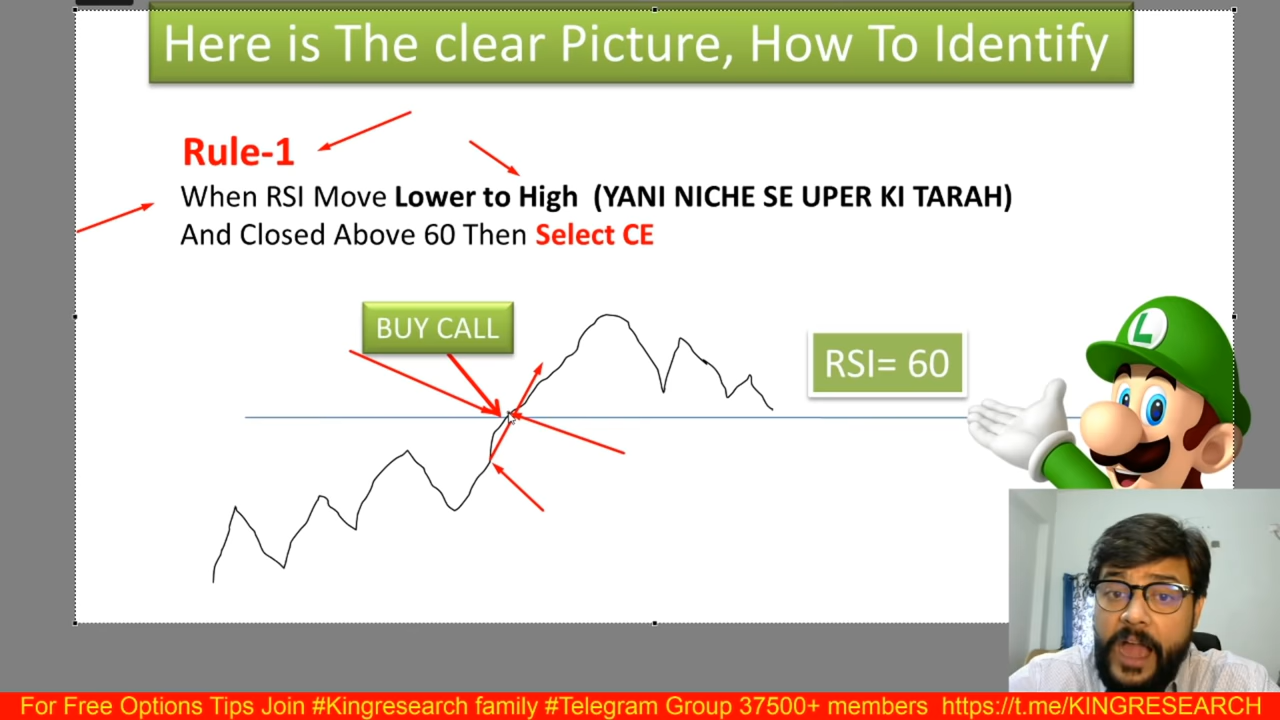 Here is The clear Picture, How To Identify
Rule-1
When RSI Move Lower to High (YANI NICHE SE UPER KI TARAH)
And Closed Above 60 Then Select CE
BUY CALL
RSI= 60
L
For Free Options Tips Join #Kingresearch family #Telegram Group 37500+ members https://t.me/KINGRESEARCH